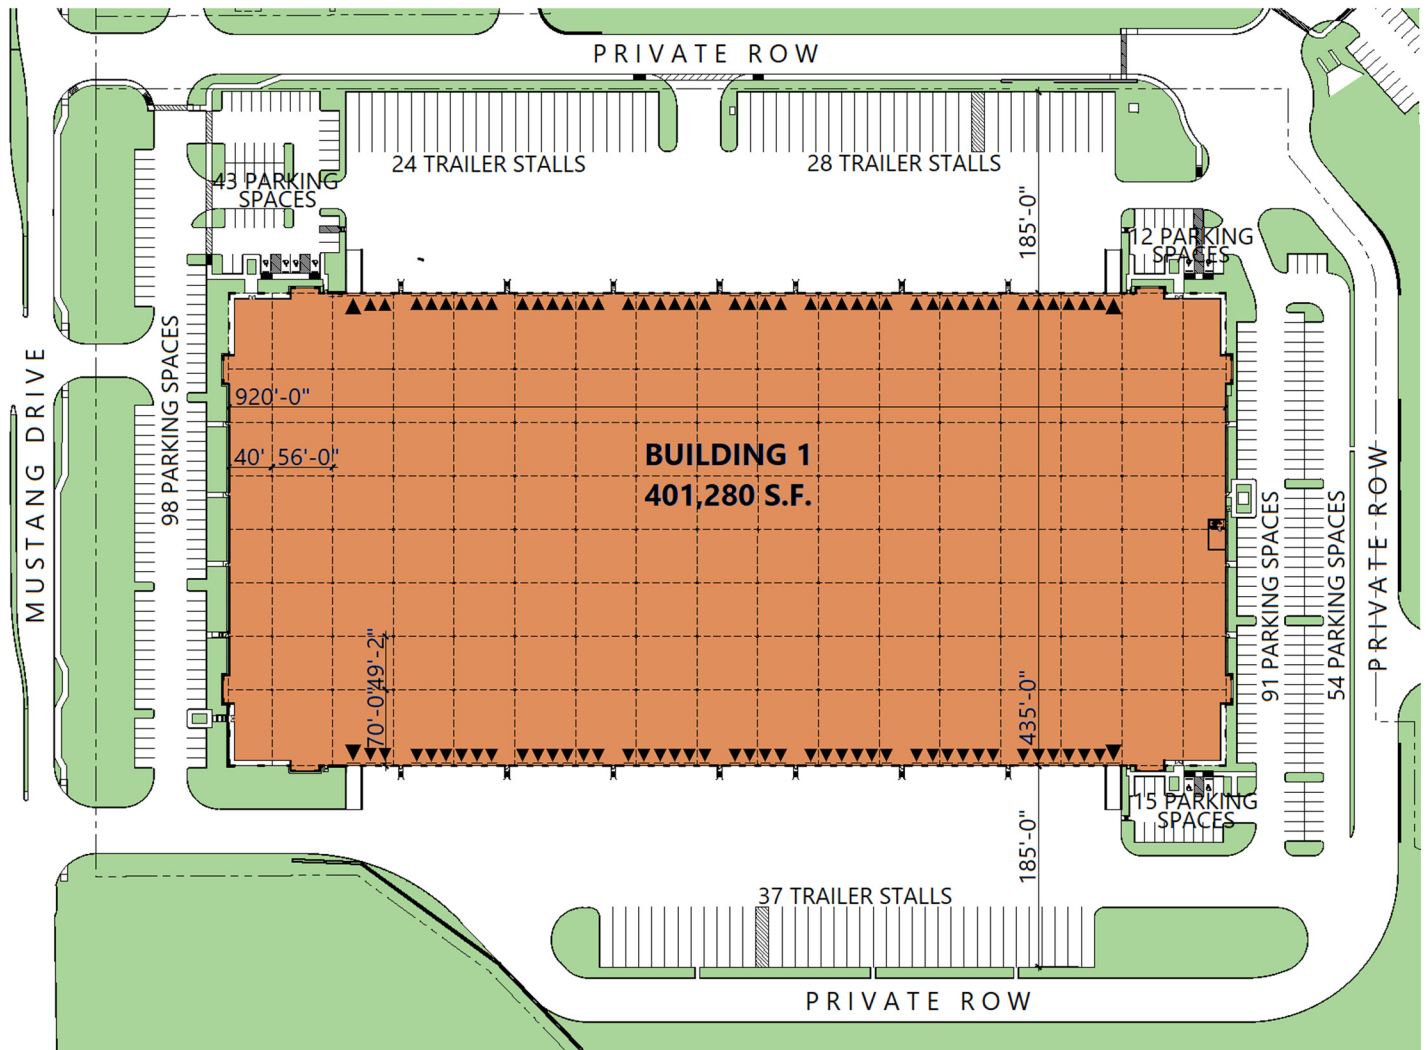 PRIVATE ROW
24 TRAILER STALLS
28 TRAILER STALLS
43 PARKING
SPACES
185'-0"
12 PARKING
SPACES
MUSTANG DRIVE
98 PARKING SPACES
920'-0"
40'
56'-0"
BUILDING 1
401,280 S.F.
49'-2"
70'-0"
435'-0"
91 PARKING SPACES
54 PARKING SPACES
PRIVATE ROW
15 PARKING
SPACES
185'-0"
37 TRAILER STALLS
PRIVATE ROW